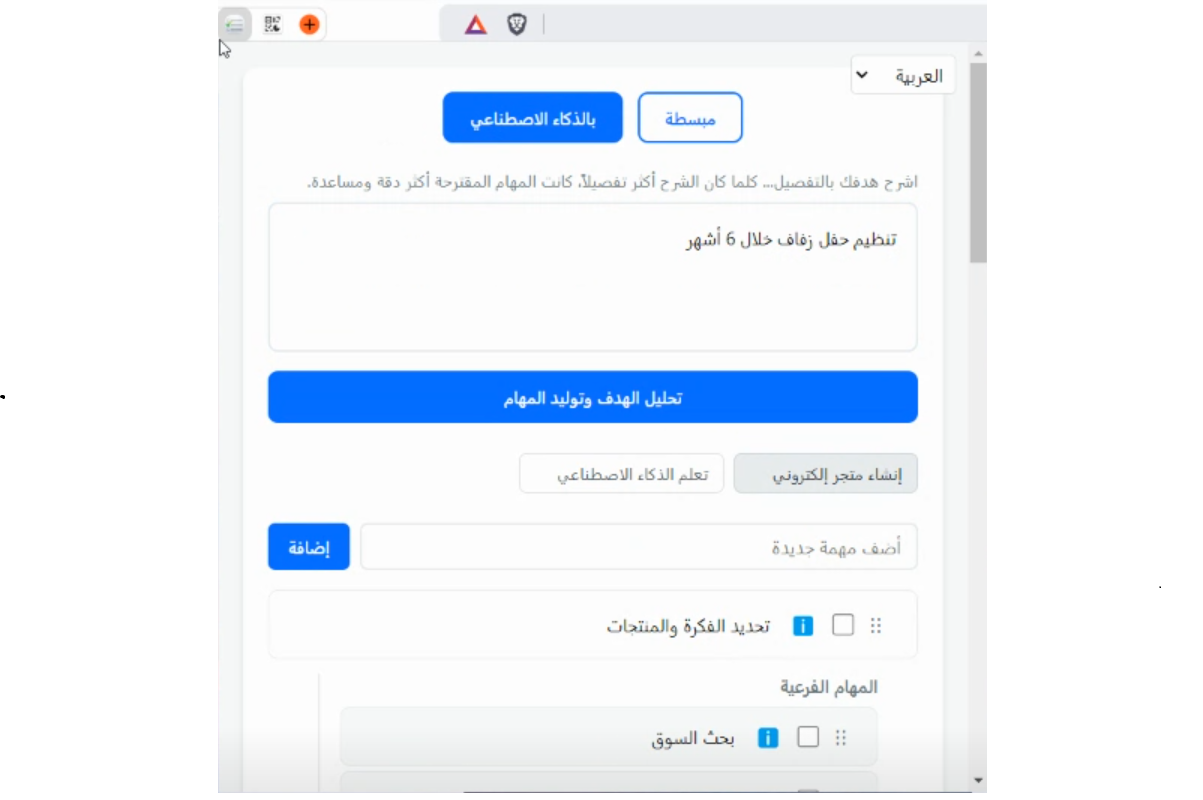 العربية
مبسطة
بالذكاء الاصطناعي
اشرح هدفك بالتفصيل... كلما كان الشرح أكثر تفصيلاً، كانت المهام المقترحة أكثر دقة ومساعدة.
تنظيم حفل زفاف خلال 6 أشهر
تحليل الهدف وتوليد المهام
إنشاء متجر إلكتروني
تعلم الذكاء الاصطناعي
أضف مهمة جديدة
إضافة
تحديد الفكرة والمنتجات
المهام الفرعية
بحث السوق